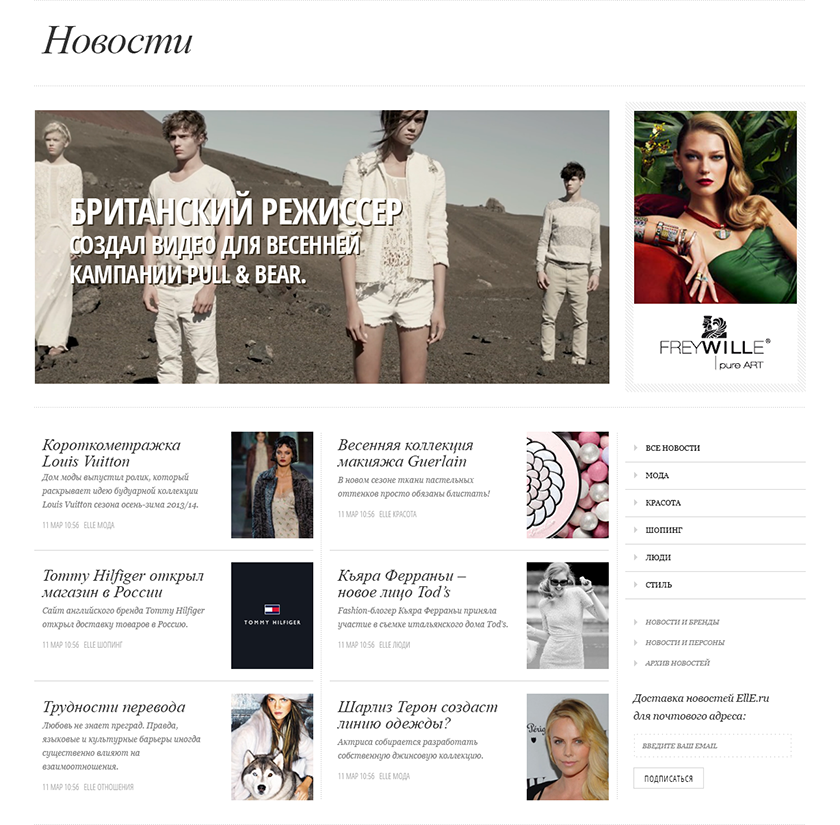 Новости
БРИТАНСКИЙ РЕЖИССЕР
СОЗДАЛ ВИДЕО ДЛЯ ВЕСЕННЕЙ
КАМПАНИИ PULL & BEAR.
FREYWILLE®
pure ART
Короткометражка
Louis Vuitton
Дом моды выпустил ролик, который
раскрывает идею будуарной коллекции
Louis Vuitton сезона осень-зима 2013/14.
11 МАР 10:56 ELLE МОДА
Весенняя коллекция
макияжа Guerlain
В новом сезоне ткани пастельных
оттенков просто обязаны блистать!
11 МАР 10:56 ELLE КРАСОТА
Tommy Hilfiger открыл
магазин в России
Сайт английского бренда Tommy Hilfiger
открыл доставку товаров в Россию.
11 МАР 10:56 ELLE ШОПИНГ
TOMMY HILFIGER
Кьяра Ферраньи –
новое лицо Tod’s
Fashion-блогер Кьяра Ферраньи приняла
участие в съемке итальянского дома Tod's.
11 МАР 10:56 ELLE ЛЮДИ
Трудности перевода
Любовь не знает преград. Правда,
языковые и культурные барьеры иногда
существенно влияют на
взаимоотношения.
11 МАР 10:56 ELLE ОТНОШЕНИЯ
Шарлиз Терон создаст
линию одежды?
Актриса собирается разработать
собственную джинсовую коллекцию.
11 МАР 10:56 ELLE МОДА
ВСЕ НОВОСТИ
МОДА
КРАСОТА
ШОПИНГ
ЛЮДИ
СТИЛЬ
НОВОСТИ И БРЕНДЫ
НОВОСТИ И ПЕРСОНЫ
АРХИВ НОВОСТЕЙ
Доставка новостей EllE.ru
для почтового адреса:
ВВЕДИТЕ ВАШ EMAIL
ПОДПИСАТЬСЯ